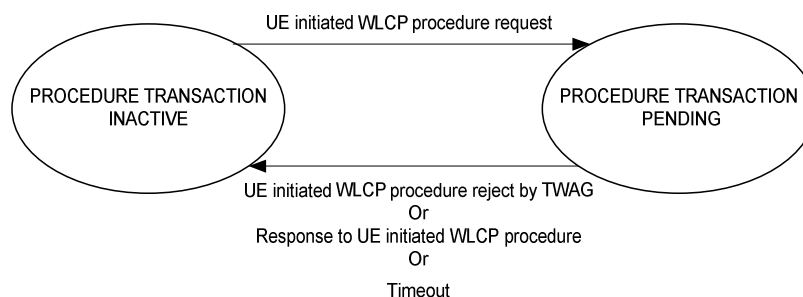 UE initiated WLCP procedure request
PROCEDURE TRANSACTION
INACTIVE
PROCEDURE TRANSACTION
PENDING
UE initiated WLCP procedure reject by TWAG
Or
Response to UE initiated WLCP procedure
Or
Timeout